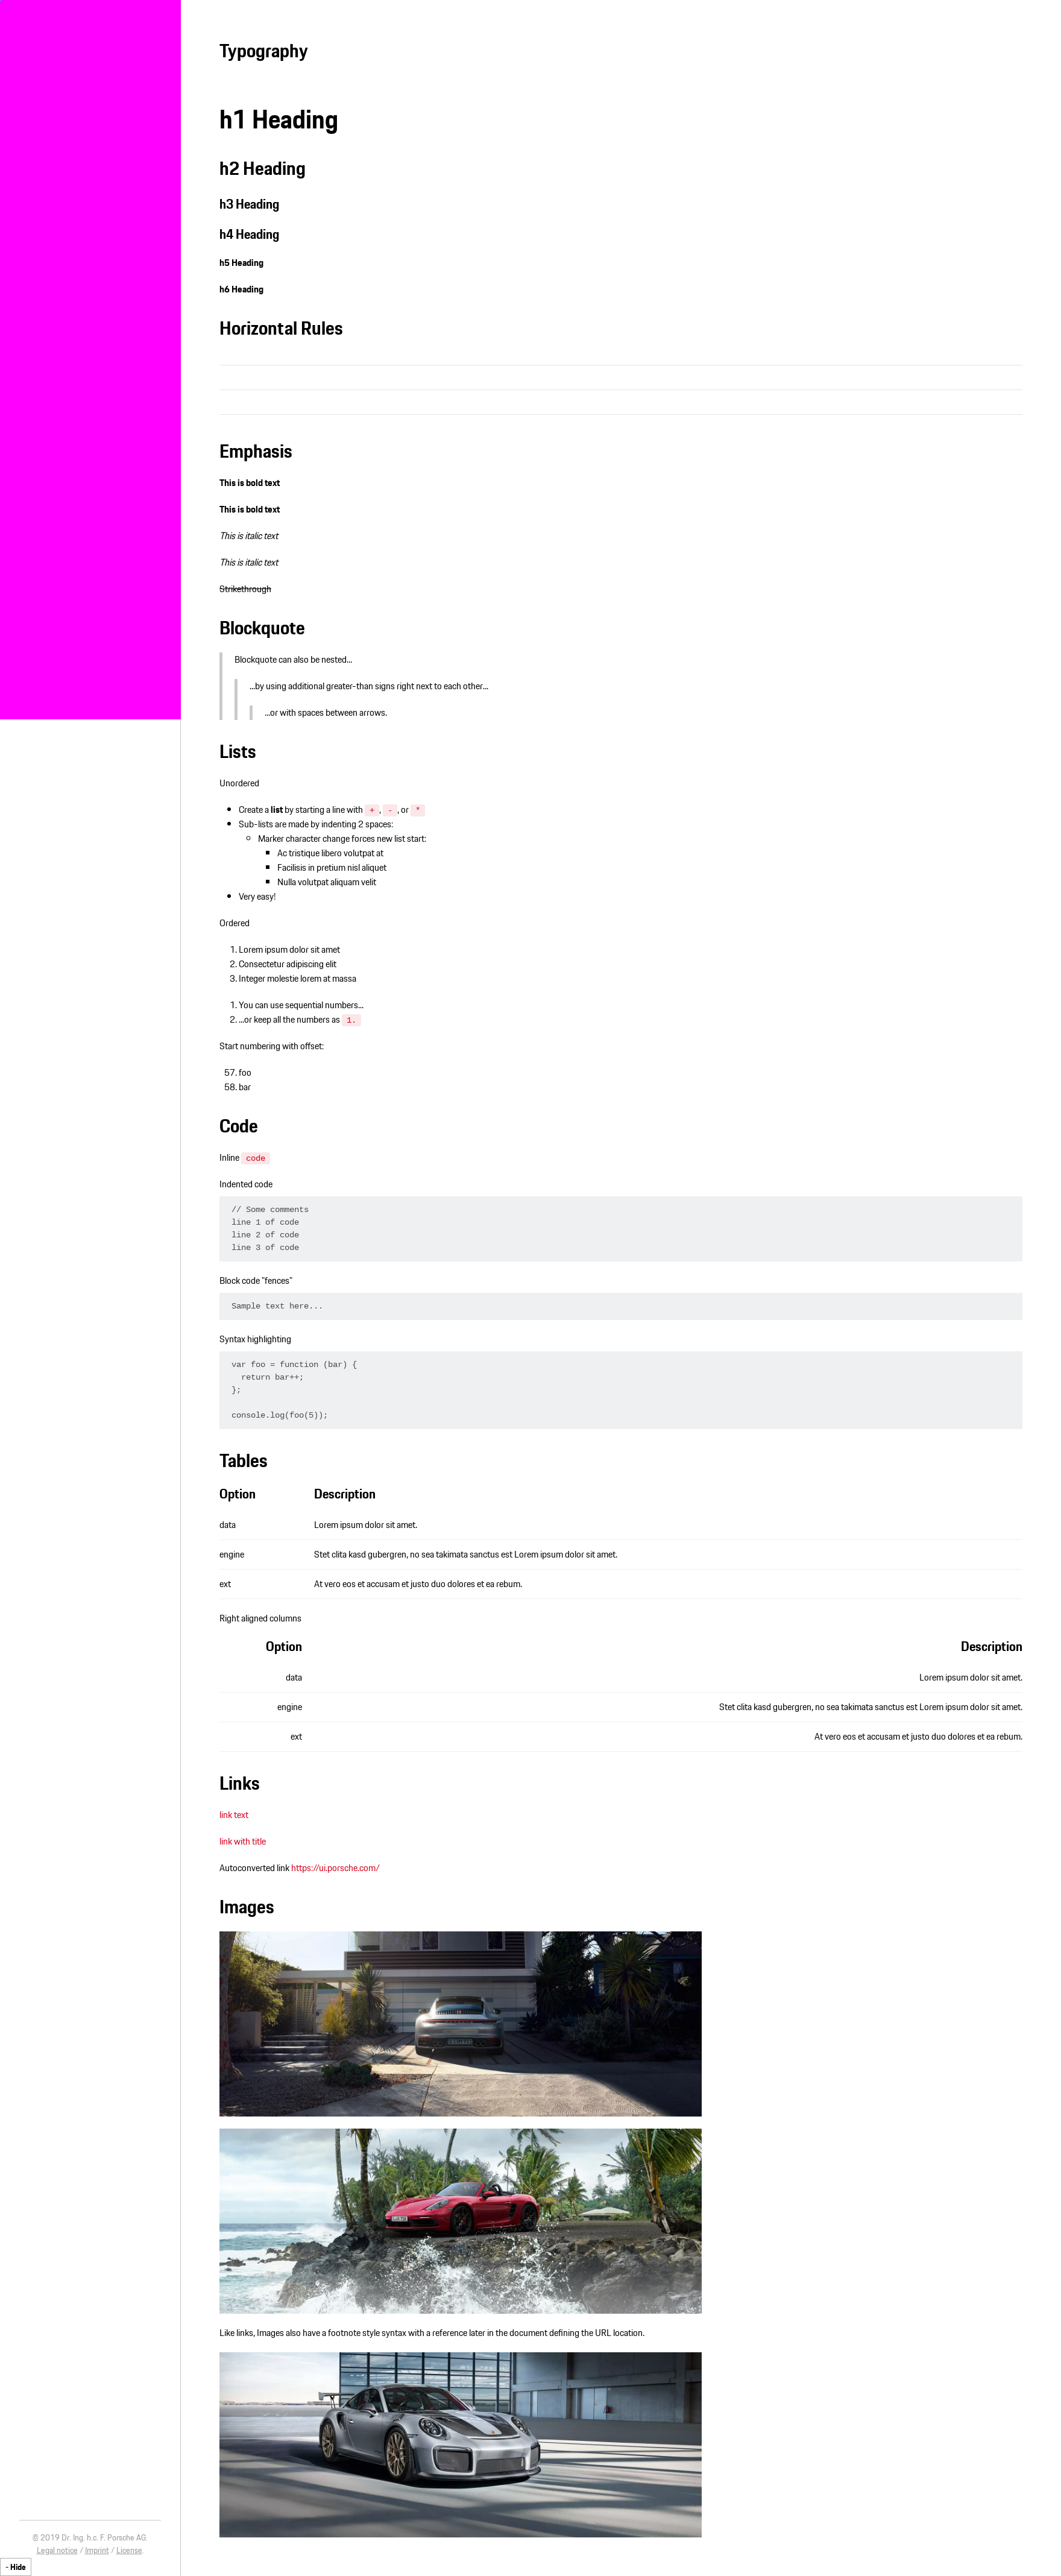 Typography
h1 Heading
h2 Heading
h3 Heading
h4 Heading
h5 Heading
h6 Heading
Horizontal Rules
Emphasis
This is bold text
This is bold text
This is italic text
This is italic text
Strikethrough
Blockquote
Blockquote can also be nested...
...by using additional greater-than signs right next to each other...
...or with spaces between arrows.
Lists
Unordered
Create a list by starting a line with +, -, or *
Sub-lists are made by indenting 2 spaces:
Marker character change forces new list start:
Ac tristique libero volutpat at
Facilisis in pretium nisl aliquet
Nulla volutpat aliquam velit
Very easy!
Ordered
1. Lorem ipsum dolor sit amet
2. Consectetur adipiscing elit
3. Integer molestie lorem at massa
1. You can use sequential numbers...
2. ...or keep all the numbers as 1.
Start numbering with offset:
57. foo
58. bar
Code
Inline code
Indented code
// Some comments
line 1 of code
line 2 of code
line 3 of code
Block code "fences"
Sample text here...
Syntax highlighting
var foo = function (bar) {
  return bar++;
};
console.log(foo(5));
Tables
Option Description
data Lorem ipsum dolor sit amet.
engine Stet clita kasd gubergren, no sea takimata sanctus est Lorem ipsum dolor sit amet.
ext At vero eos et accusam et justo duo dolores et ea rebum.
Right aligned columns
Option Description
data Lorem ipsum dolor sit amet.
engine Stet clita kasd gubergren, no sea takimata sanctus est Lorem ipsum dolor sit amet.
ext At vero eos et accusam et justo duo dolores et ea rebum.
Links
link text
link with title
Autoconverted link https://ui.porsche.com/
Images
Like links, Images also have a footnote style syntax with a reference later in the document defining the URL location.
© 2019 Dr. Ing. h.c. F. Porsche AG.
Legal notice / Imprint / License.
- Hide